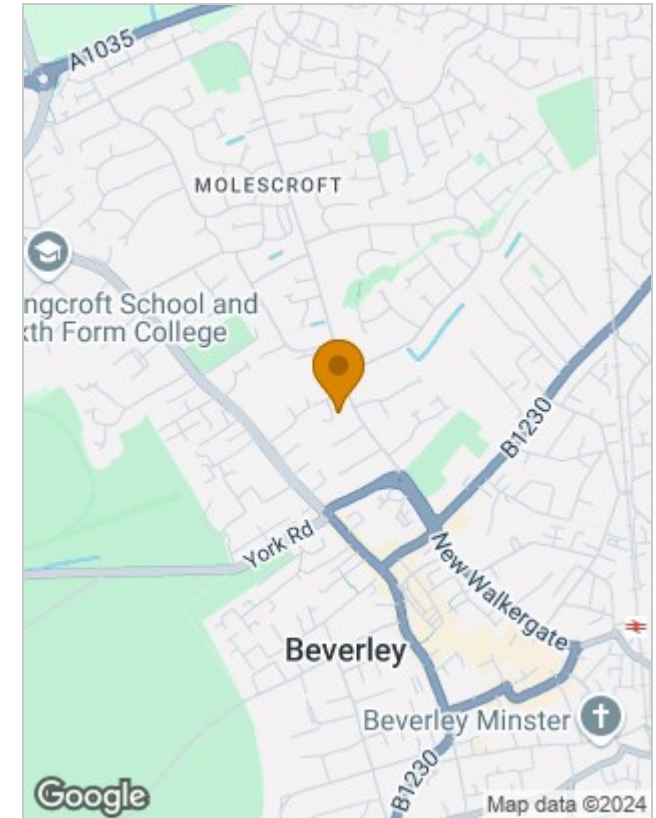 A1035
MOLESCROFT
ngcroft School and
xth Form College
B1230
York Rd
New Walkergate
Beverley
Beverley Minster
B1230
Google
Map data ©2024